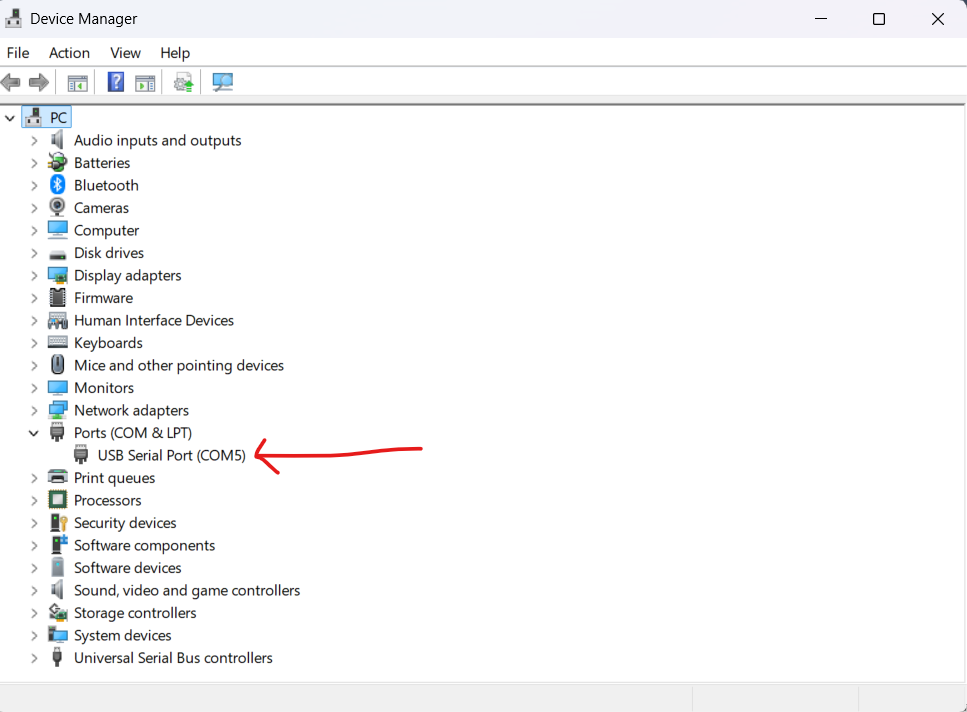 Device Manager
File Action View Help
PC
Audio inputs and outputs
Batteries
Bluetooth
Cameras
Computer
Disk drives
Display adapters
Firmware
Human Interface Devices
Keyboards
Mice and other pointing devices
Monitors
Network adapters
Ports (COM & LPT)
USB Serial Port (COM5)
Print queues
Processors
Security devices
Software components
Software devices
Sound, video and game controllers
Storage controllers
System devices
Universal Serial Bus controllers